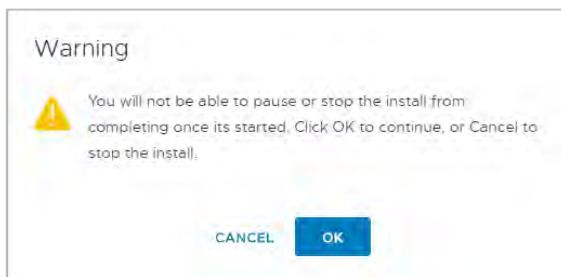 Warning
You will not be able to pause or stop the install from
completing once its started. Click OK to continue, or Cancel to
stop the install.
CANCEL OK